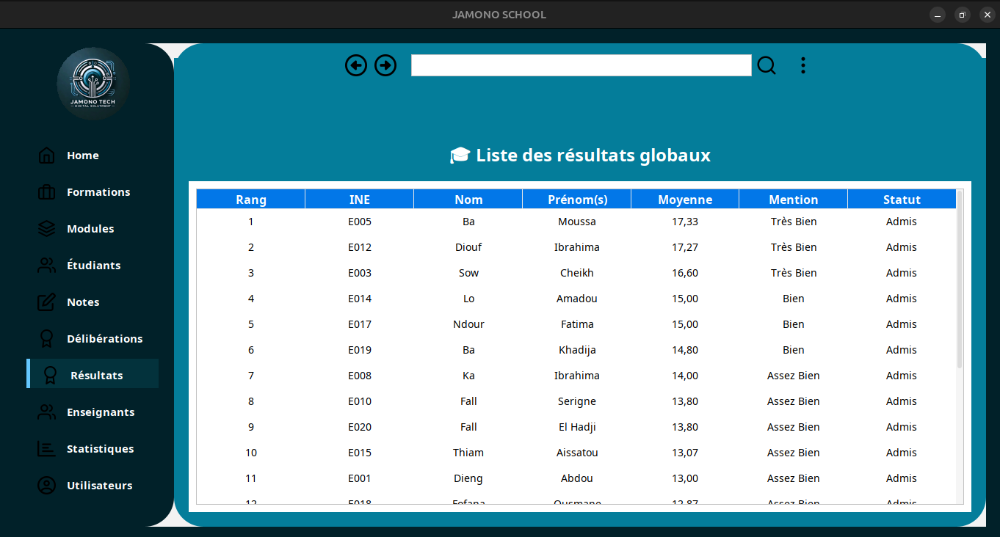 JAMONO SCHOOL
JAMONO TECH
Home
Formations
Modules
Étudiants
Notes
Délibérations
Résultats
Enseignants
Statistiques
Utilisateurs
🎓 Liste des résultats globaux
Rang INE Nom Prénom(s) Moyenne Mention Statut
1 E005 Ba Moussa 17,33 Très Bien Admis
2 E012 Diouf Ibrahima 17,27 Très Bien Admis
3 E003 Sow Cheikh 16,60 Très Bien Admis
4 E014 Lo Amadou 15,00 Bien Admis
5 E017 Ndour Fatima 15,00 Bien Admis
6 E019 Ba Khadija 14,80 Bien Admis
7 E008 Ka Ibrahima 14,00 Assez Bien Admis
8 E010 Fall Serigne 13,80 Assez Bien Admis
9 E020 Fall El Hadji 13,80 Assez Bien Admis
10 E015 Thiam Aissatou 13,07 Assez Bien Admis
11 E001 Dieng Abdou 13,00 Assez Bien Admis
12 E018 Fofana Ousmane 12,87 Assez Bien Admis